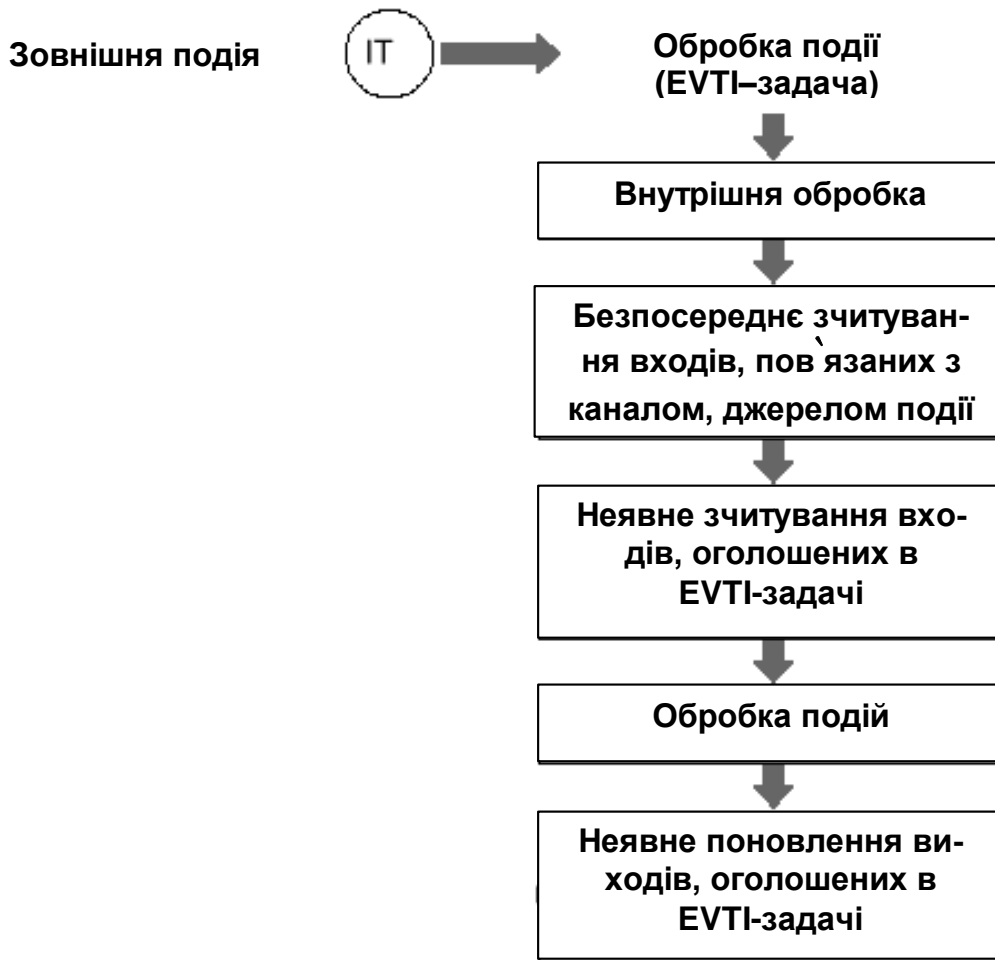 Зовнішня подія
IT
Обробка події
(EVTI–задача)
Внутрішня обробка
Безпосереднє зчитуван-
ня входів, пов`язаних з
каналом, джерелом події
Неявне зчитування вхо-
дів, оголошених в
EVTI-задачі
Обробка подій
Неявне поновлення ви-
ходів, оголошених в
EVTI-задачі